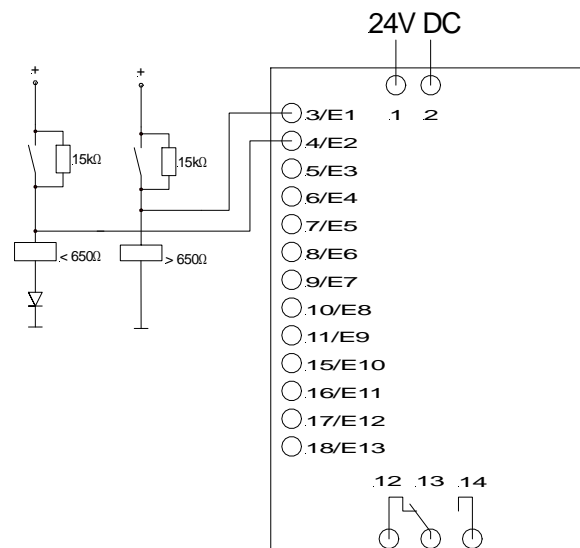 24V DC
+
+
.3/E1
.1
.2
.15kΩ
.15kΩ
.4/E2
.5/E3
.6/E4
.7/E5
< 650Ω
> 650Ω
.8/E6
.9/E7
.10/E8
.11/E9
.15/E10
.16/E11
.17/E12
.18/E13
.12
.13
.14